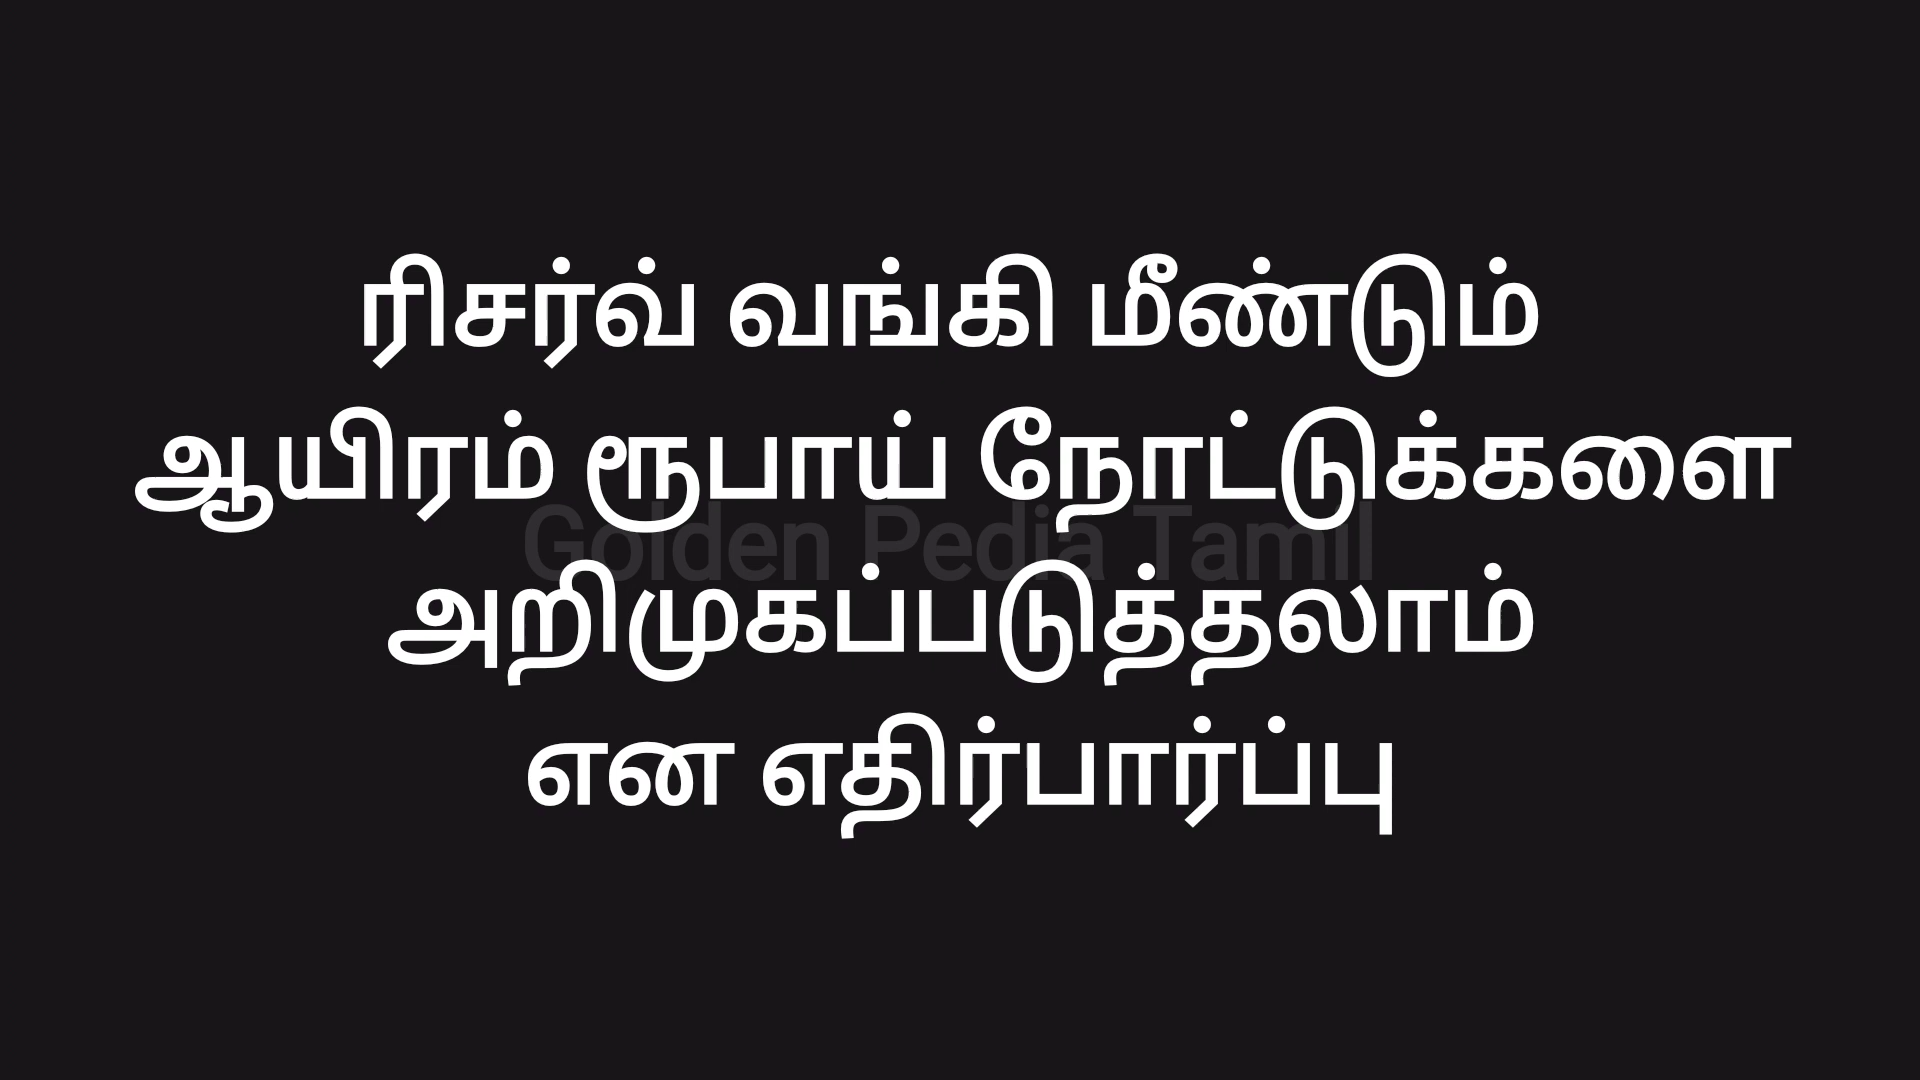 ரிசர்வ் வங்கி மீண்டும்
ஆயிரம் ரூபாய் நோட்டுக்களை
Golden Pedia Tamil
அறிமுகப்படுத்தலாம்
என எதிர்பார்ப்பு